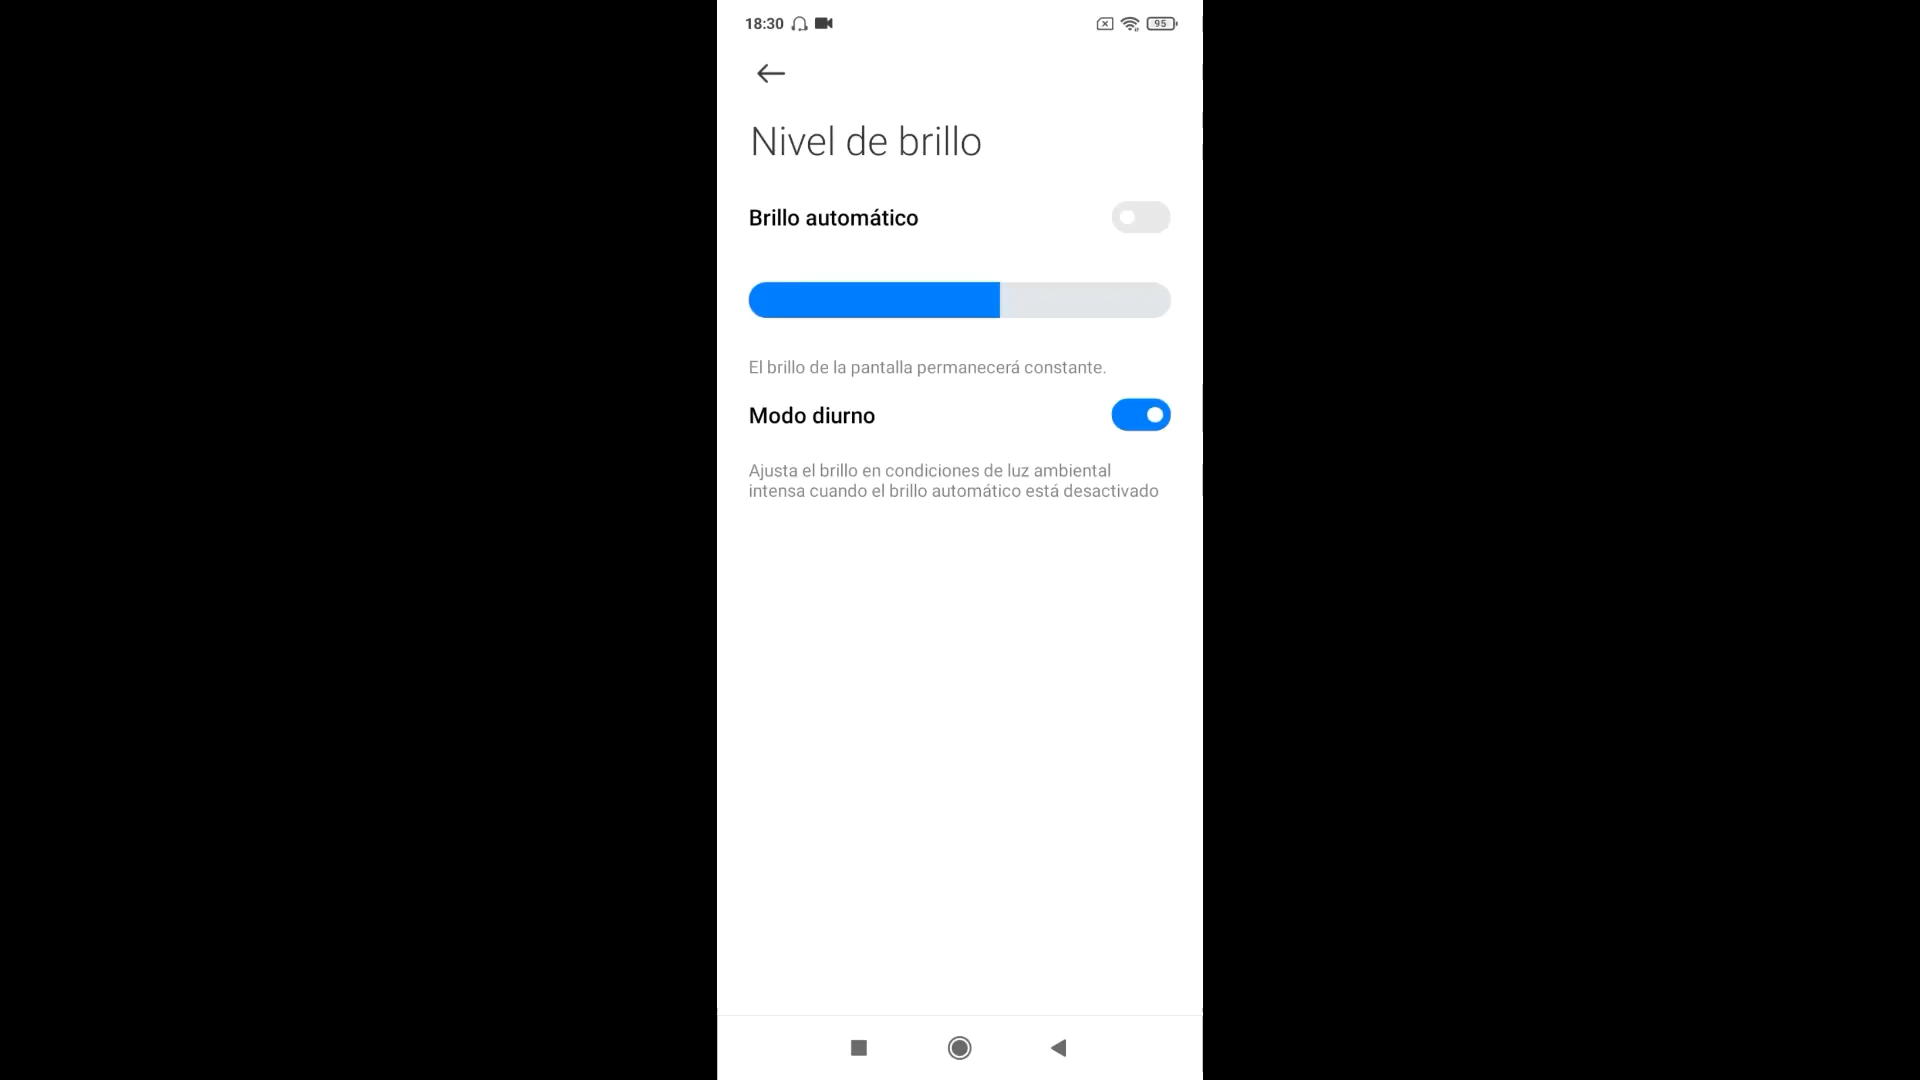 18:30
95
Nivel de brillo
Brillo automático
El brillo de la pantalla permanecerá constante.
Modo diurno
Ajusta el brillo en condiciones de luz ambiental
intensa cuando el brillo automático está desactivado